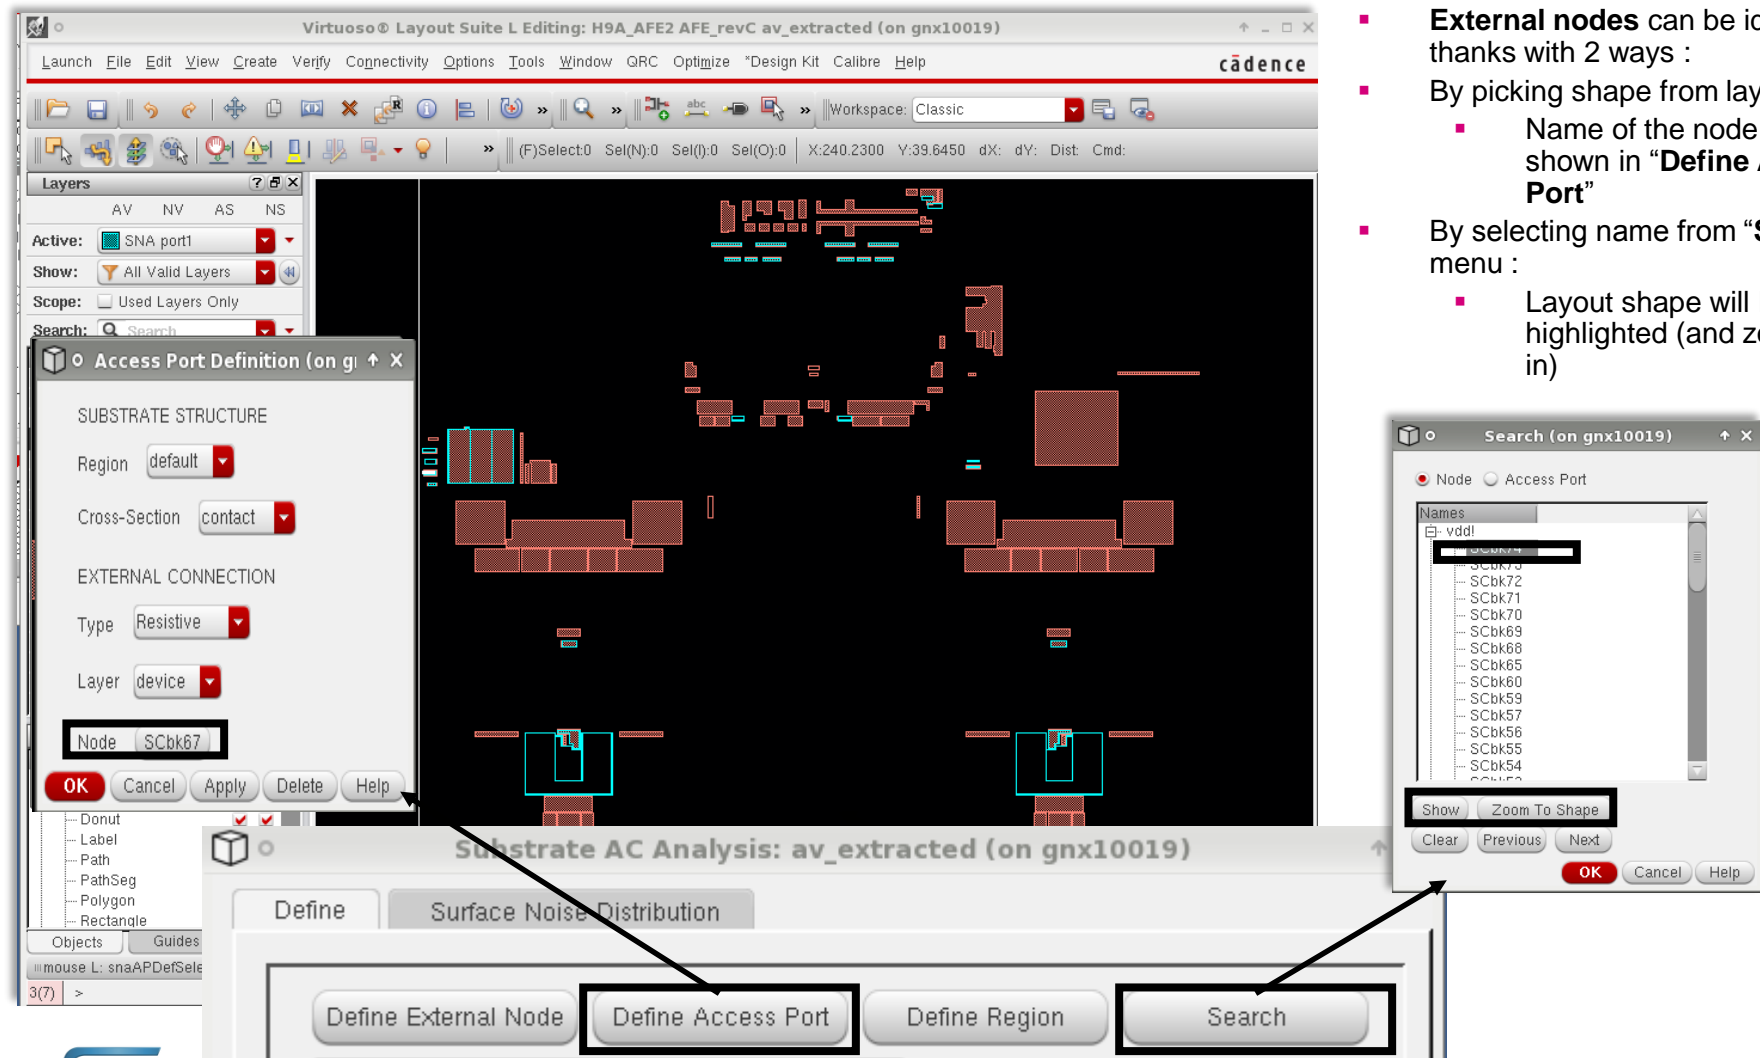 Virtuoso® Layout Suite L Editing: H9A_AFE2 AFE_revC av_extracted (on gnx10019)
Launch File Edit View Create Verify Connectivity Options Tools Window QRC Optimize *Design Kit Calibre Help
cādence
» » » Workspace: Classic
» (F)Select:0 Sel(N):0 Sel(I):0 Sel(O):0 X:240.2300 Y:39.6450 dX: dY: Dist: Cmd:
Layers
AV NV AS NS
Active: SNA port1
Show: All Valid Layers
Scope: Used Layers Only
Search: Search
Access Port Definition (on g
SUBSTRATE STRUCTURE
Region default
Cross-Section contact
EXTERNAL CONNECTION
Type Resistive
Layer device
Node SCbk67
OK Cancel Apply Delete Help
Donut
Label
Path
PathSeg
Polygon
Rectangle
Objects Guides
mouse L: snaAPDefSele
3(7) >
Substrate AC Analysis: av_extracted (on gnx10019)
Define Surface Noise Distribution
Define External Node Define Access Port Define Region Search
External nodes can be ic
thanks with 2 ways :
By picking shape from lay
Name of the node
shown in “Define A
Port”
By selecting name from “S
menu :
Layout shape will
highlighted (and zo
in)
Search (on gnx10019)
Node Access Port
Names
vdd!
SCbk74
SCbk73
SCbk72
SCbk71
SCbk70
SCbk69
SCbk68
SCbk65
SCbk60
SCbk59
SCbk57
SCbk56
SCbk55
SCbk54
Show Zoom To Shape
Clear Previous Next
OK Cancel Help